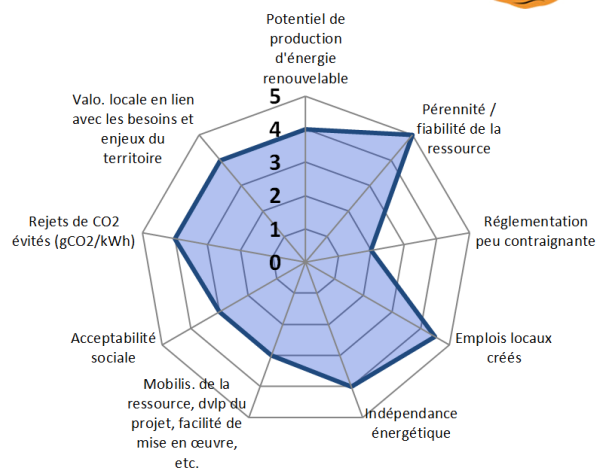 Potentiel de
production
d'énergie
renouvelable
Pérennité /
fiabilité de la
ressource
Réglementation
peu contraignante
Emplois locaux
créés
Indépendance
énergétique
Mobilis. de la
ressource, dvlp du
projet, facilité de
mise en œuvre,
etc.
Acceptabilité
sociale
Rejets de CO2
évités (gCO2/kWh)
Valo. locale en lien
avec les besoins et
enjeux du
territoire
5
4
3
2
1
0